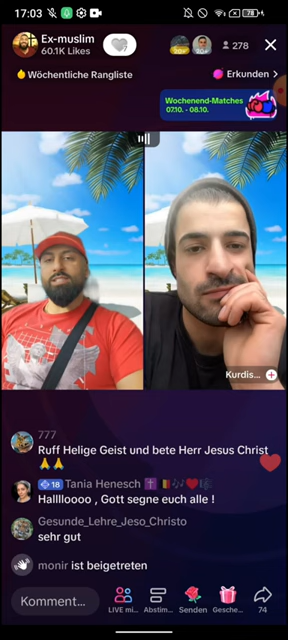 17:03
78
Ex-muslim
60.1K Likes
278
Wöchentliche Rangliste
Erkunden >
Wochenend-Matches
07.10. - 08.10.
Kurdis...
777
Ruff Helige Geist und bete Herr Jesus Christ
🙏🙏
18 Tania Henesch
Halllloooo , Gott segne euch alle !
Gesunde_Lehre_Jeso_Christo
sehr gut
monir ist beigetreten
Komment...
LIVE mi...
Abstim...
Senden
Gesche...
74